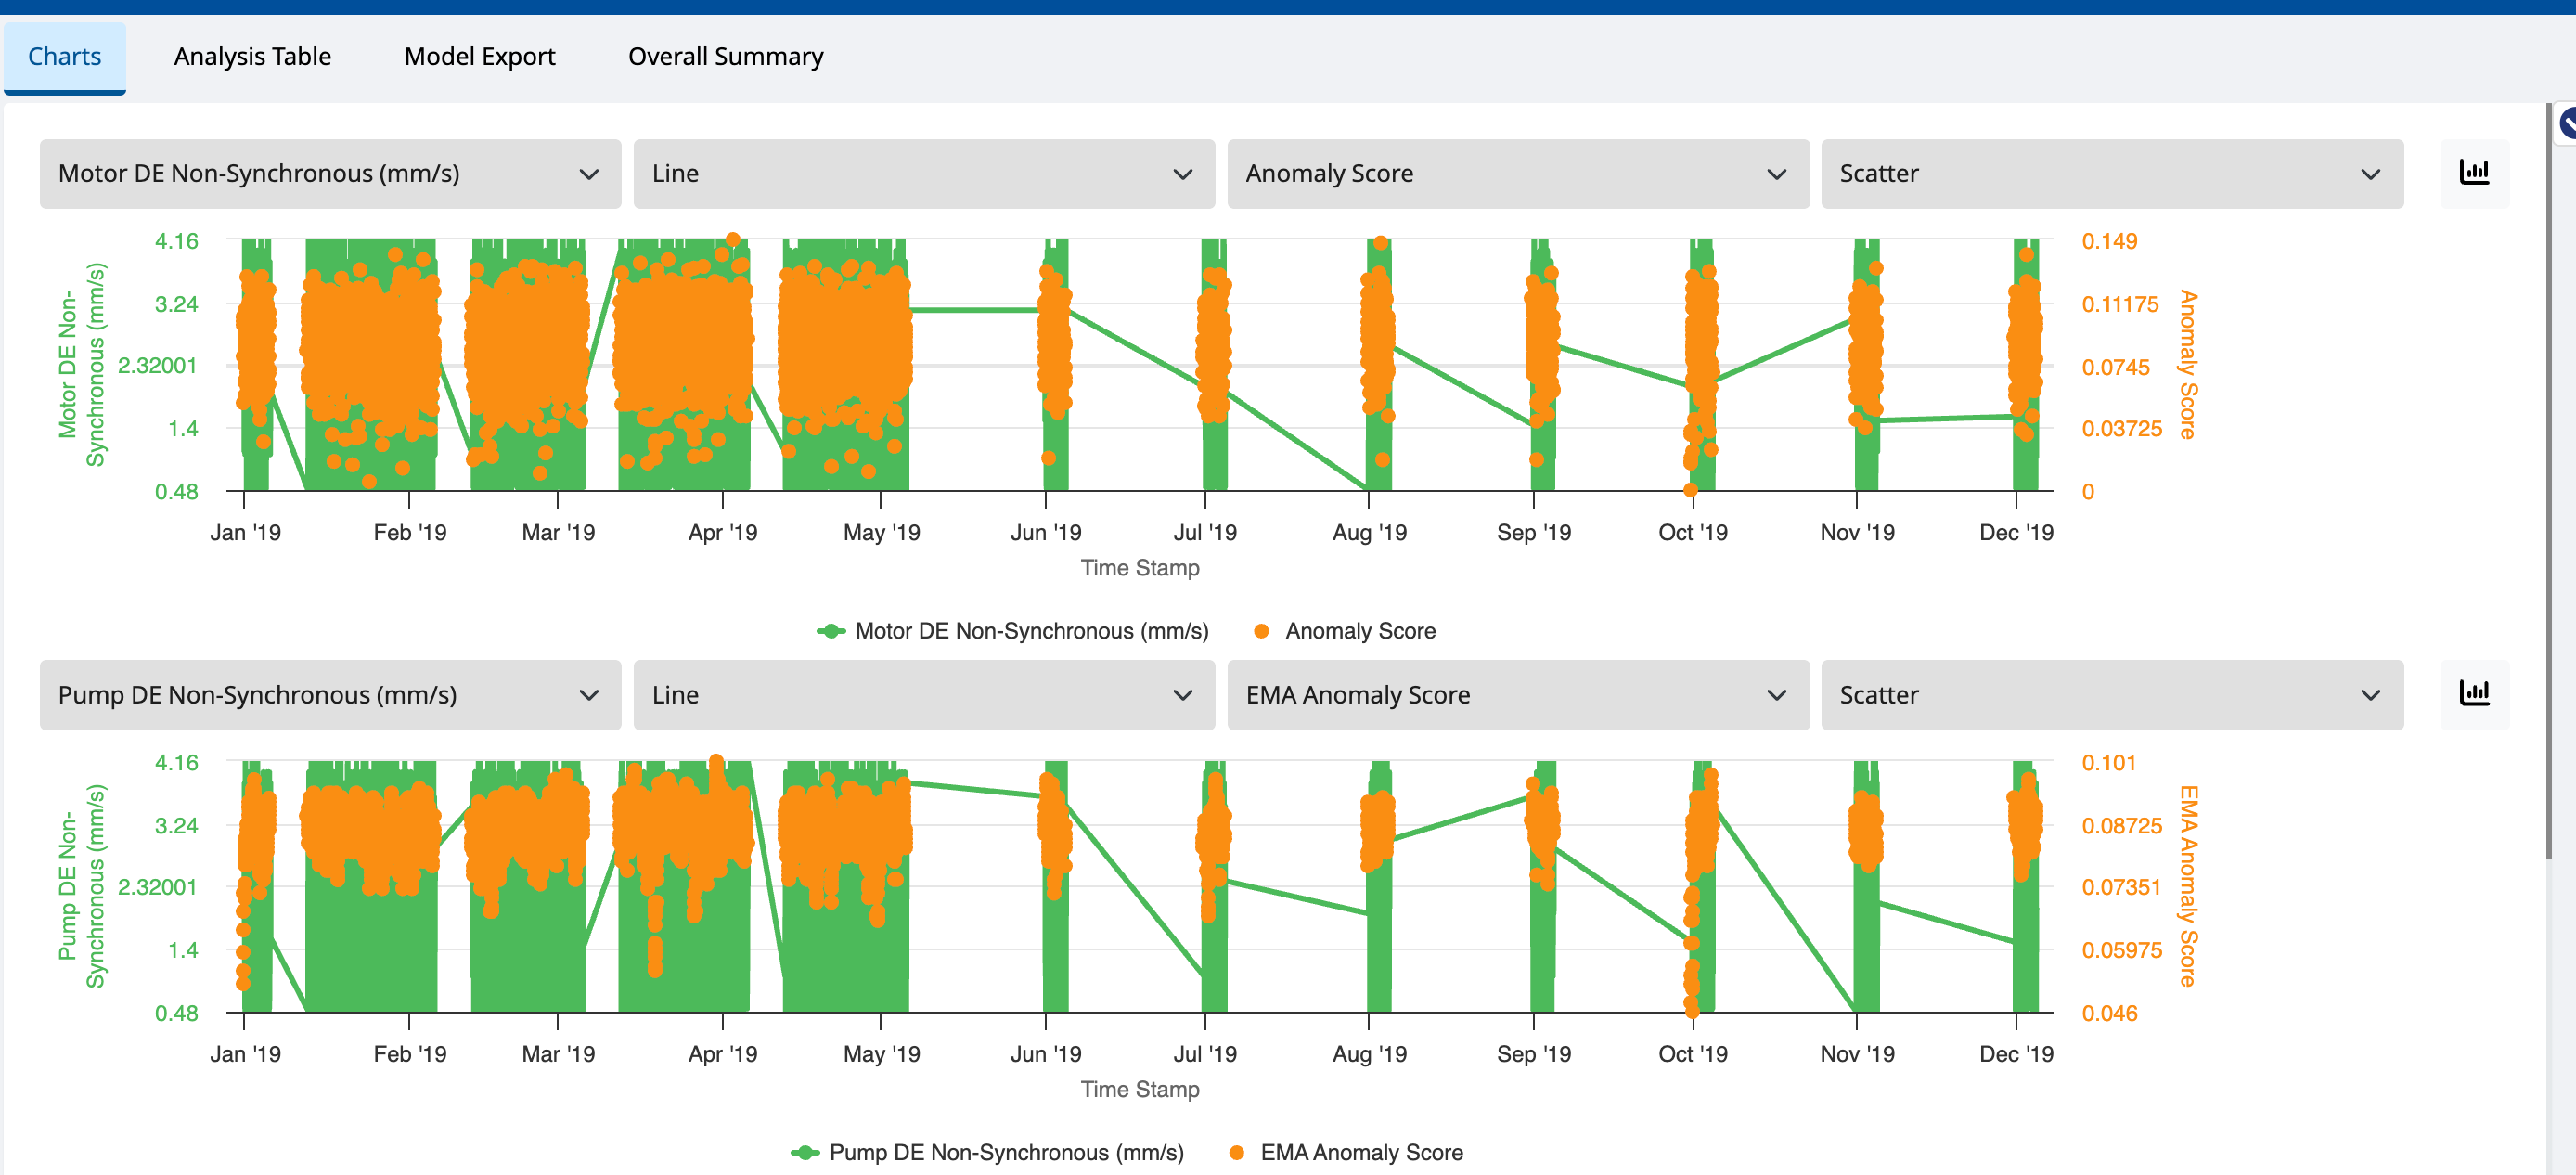 Charts Analysis Table Model Export Overall Summary
Motor DE Non-Synchronous (mm/s) Line Anomaly Score Scatter
Motor DE Non-
Synchronous (mm/s)
4.16
3.24
2.32001
1.4
0.48
0.149
0.11175
0.0745
0.03725
0
Anomaly Score
Jan '19 Feb '19 Mar '19 Apr '19 May '19 Jun '19 Jul '19 Aug '19 Sep '19 Oct '19 Nov '19 Dec '19
Time Stamp
Motor DE Non-Synchronous (mm/s) Anomaly Score
Pump DE Non-Synchronous (mm/s) Line EMA Anomaly Score Scatter
Pump DE Non-
Synchronous (mm/s)
4.16
3.24
2.32001
1.4
0.48
0.101
0.08725
0.07351
0.05975
0.046
EMA Anomaly Score
Jan '19 Feb '19 Mar '19 Apr '19 May '19 Jun '19 Jul '19 Aug '19 Sep '19 Oct '19 Nov '19 Dec '19
Time Stamp
Pump DE Non-Synchronous (mm/s) EMA Anomaly Score